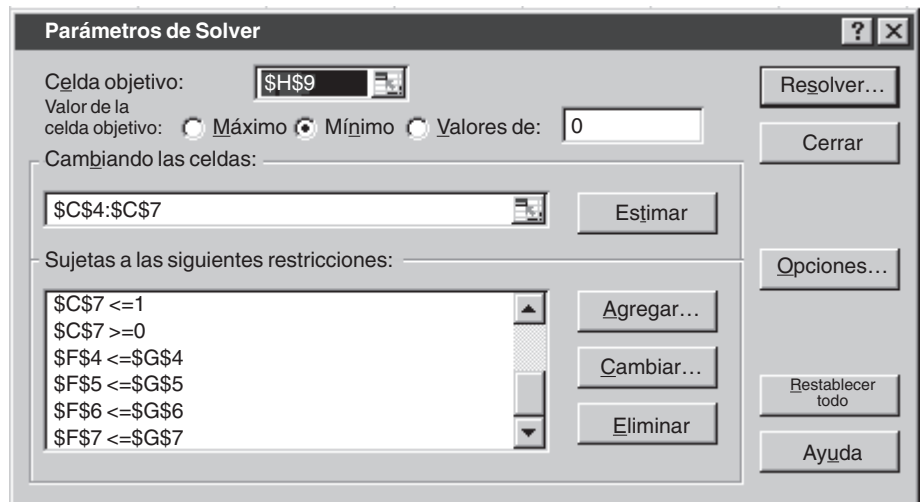 Parámetros de Solver
? X
Celda objetivo: $H$9
Resolver...
Valor de la
celda objetivo: Máximo Mínimo Valores de: 0
Cerrar
Cambiando las celdas:
$C$4:$C$7
Estimar
Sujetas a las siguientes restricciones:
Opciones...
$C$7 <=1
Agregar...
$C$7 >=0
$F$4 <=$G$4
Cambiar...
$F$5 <=$G$5
Restablecer
todo
$F$6 <=$G$6
Eliminar
$F$7 <=$G$7
Ayuda